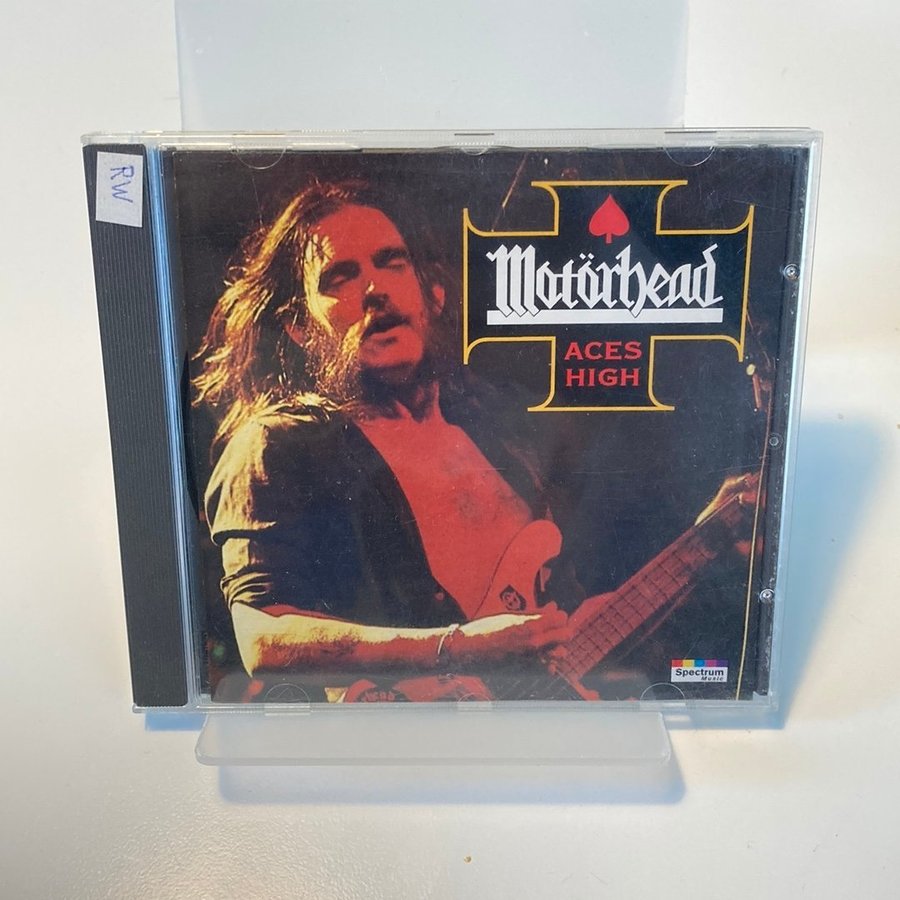 RW
Motörhead
ACES
HIGH
Spectrum
Music